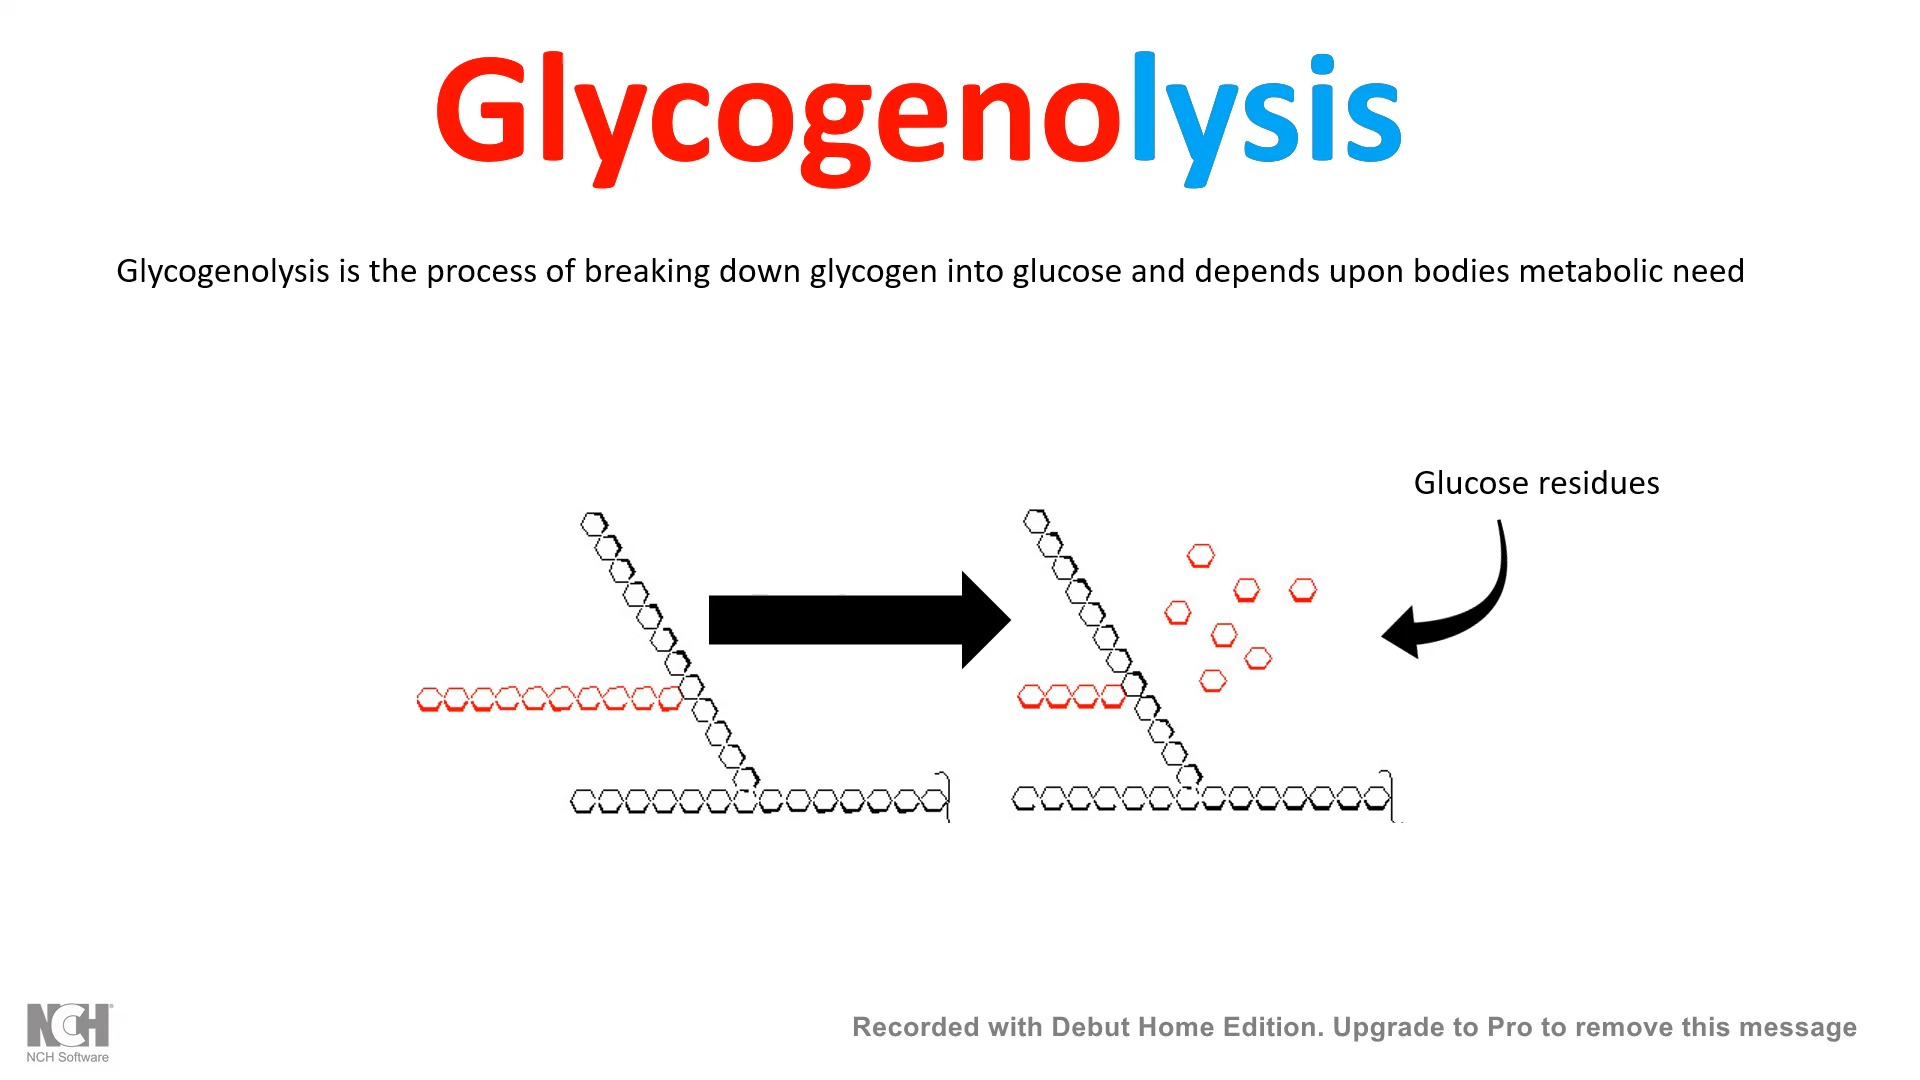 Glycogenolysis
Glycogenolysis is the process of breaking down glycogen into glucose and depends upon bodies metabolic need
Glucose residues
NCH
NCH Software
Recorded with Debut Home Edition. Upgrade to Pro to remove this message